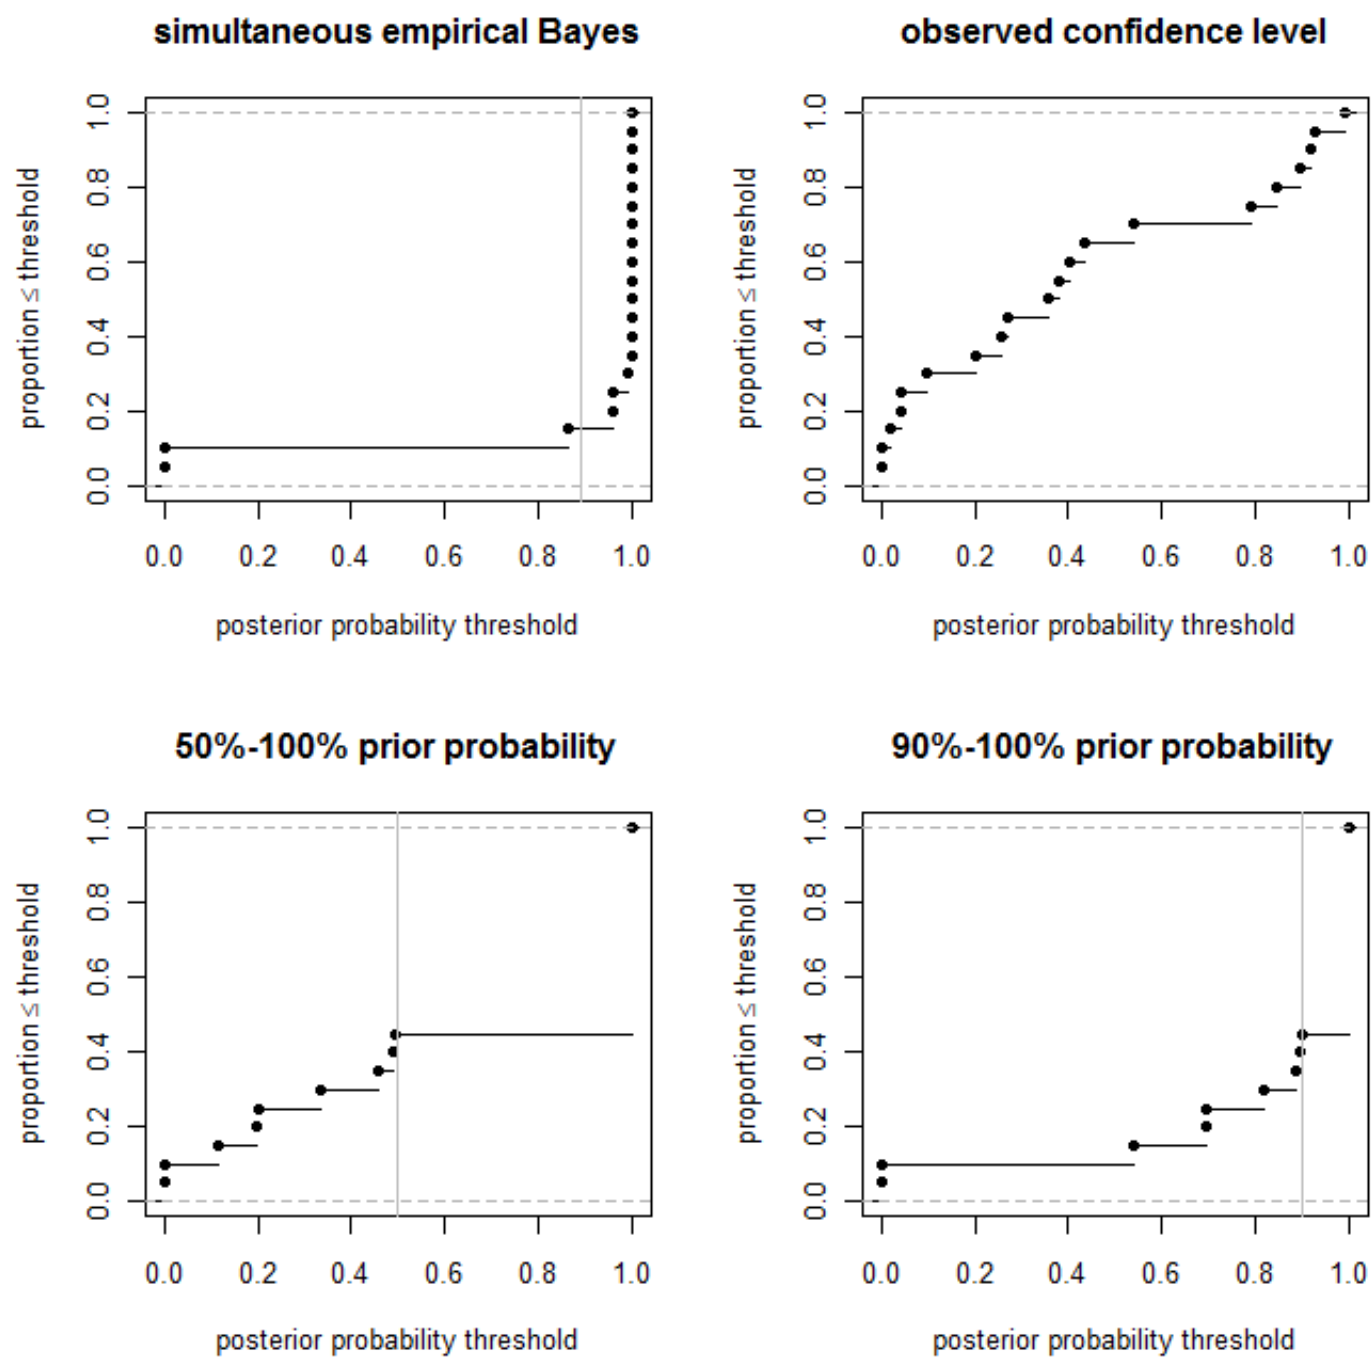 simultaneous empirical Bayes
proportion ≤ threshold
1.0
0.8
0.6
0.4
0.2
0.0
0.0 0.2 0.4 0.6 0.8 1.0
posterior probability threshold
observed confidence level
proportion ≤ threshold
1.0
0.8
0.6
0.4
0.2
0.0
0.0 0.2 0.4 0.6 0.8 1.0
posterior probability threshold
50%-100% prior probability
proportion ≤ threshold
1.0
0.8
0.6
0.4
0.2
0.0
0.0 0.2 0.4 0.6 0.8 1.0
posterior probability threshold
90%-100% prior probability
proportion ≤ threshold
1.0
0.8
0.6
0.4
0.2
0.0
0.0 0.2 0.4 0.6 0.8 1.0
posterior probability threshold